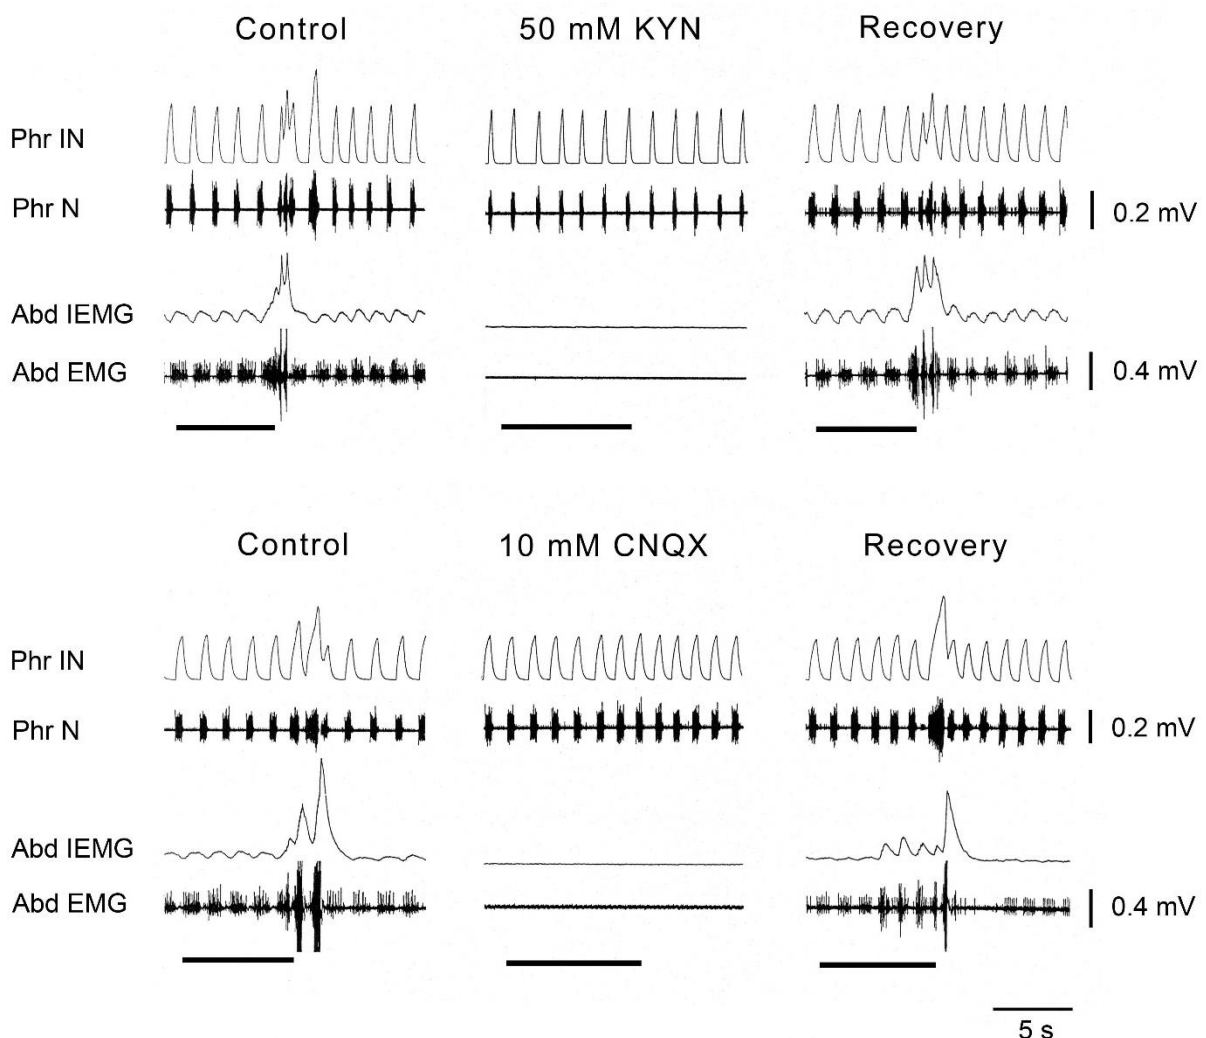 Control 50 mM KYN Recovery
Phr IN
Phr N
0.2 mV
Abd IEMG
Abd EMG
0.4 mV
Control 10 mM CNQX Recovery
Phr IN
Phr N
0.2 mV
Abd IEMG
Abd EMG
0.4 mV
5 s